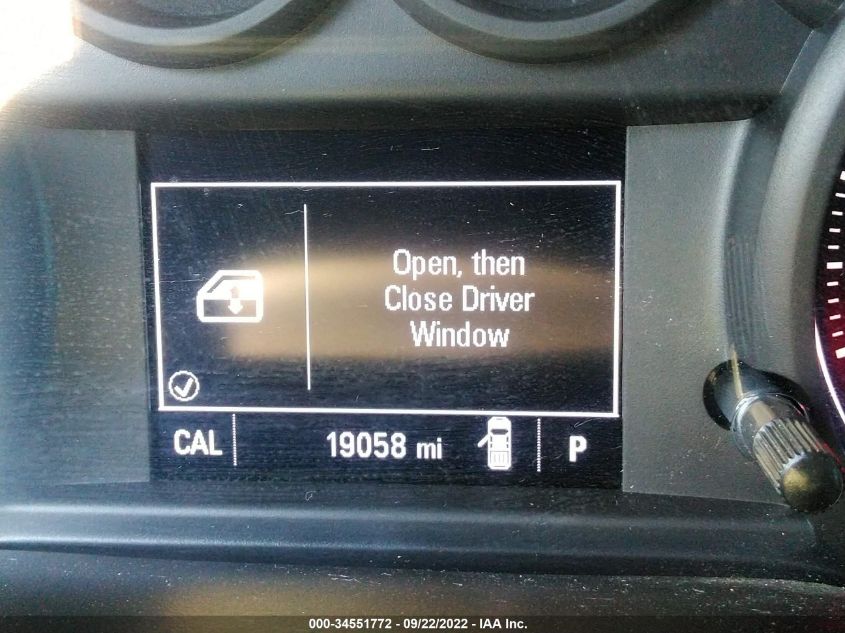 Open, then
Close Driver
Window
CAL
19058 mi
P
000-34551772 - 09/22/2022 - IAA Inc.